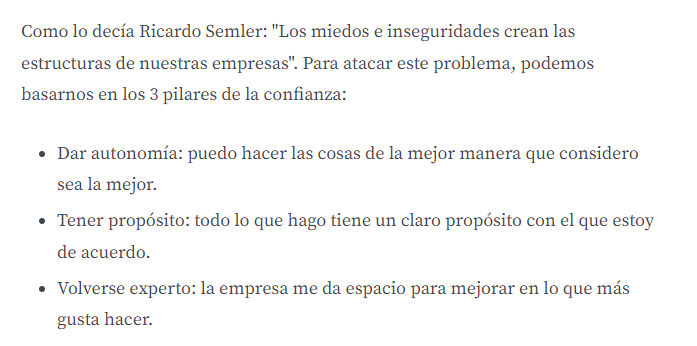 Como lo decía Ricardo Semler: "Los miedos e inseguridades crean las
estructuras de nuestras empresas". Para atacar este problema, podemos
basarnos en los 3 pilares de la confianza:
• Dar autonomía: puedo hacer las cosas de la mejor manera que considero
sea la mejor.
• Tener propósito: todo lo que hago tiene un claro propósito con el que estoy
de acuerdo.
• Volverse experto: la empresa me da espacio para mejorar en lo que más
gusta hacer.